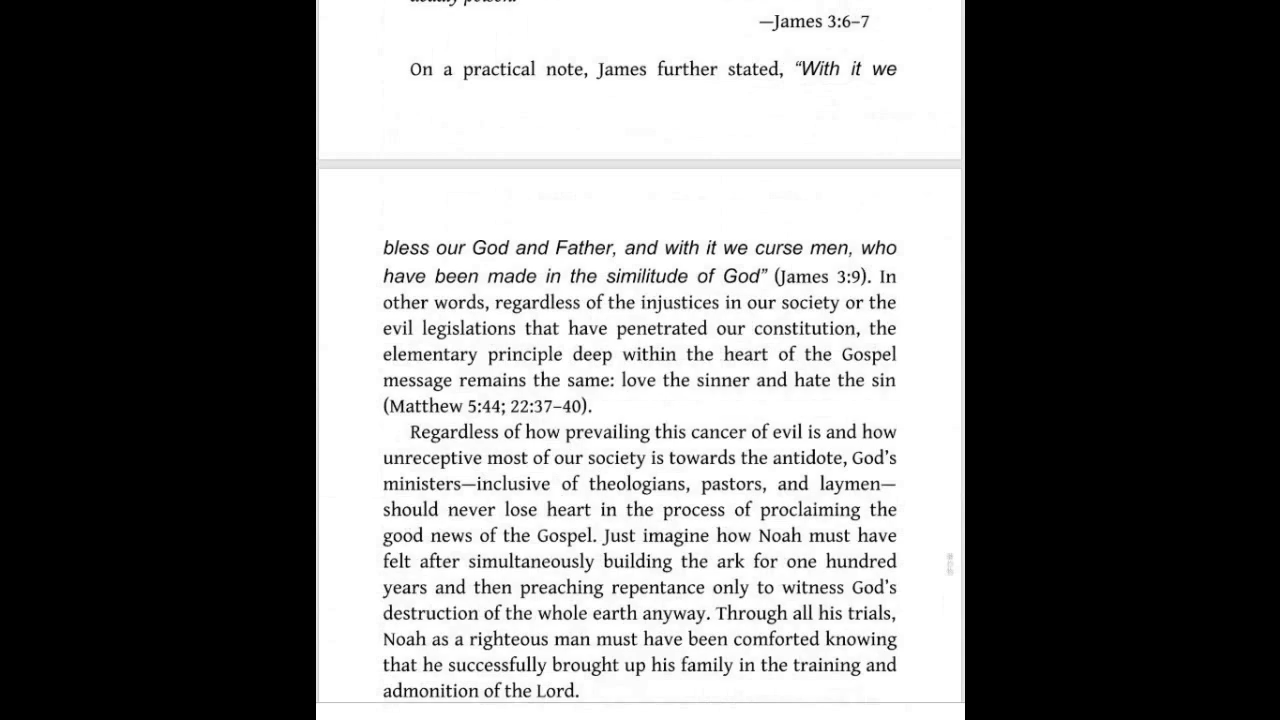 deadly poison.
—James 3:6–7
On a practical note, James further stated, “With it we
bless our God and Father, and with it we curse men, who
have been made in the similitude of God” (James 3:9). In
other words, regardless of the injustices in our society or the
evil legislations that have penetrated our constitution, the
elementary principle deep within the heart of the Gospel
message remains the same: love the sinner and hate the sin
(Matthew 5:44; 22:37–40).
Regardless of how prevailing this cancer of evil is and how
unreceptive most of our society is towards the antidote, God’s
ministers—inclusive of theologians, pastors, and laymen—
should never lose heart in the process of proclaiming the
good news of the Gospel. Just imagine how Noah must have
felt after simultaneously building the ark for one hundred
years and then preaching repentance only to witness God’s
destruction of the whole earth anyway. Through all his trials,
Noah as a righteous man must have been comforted knowing
that he successfully brought up his family in the training and
admonition of the Lord.